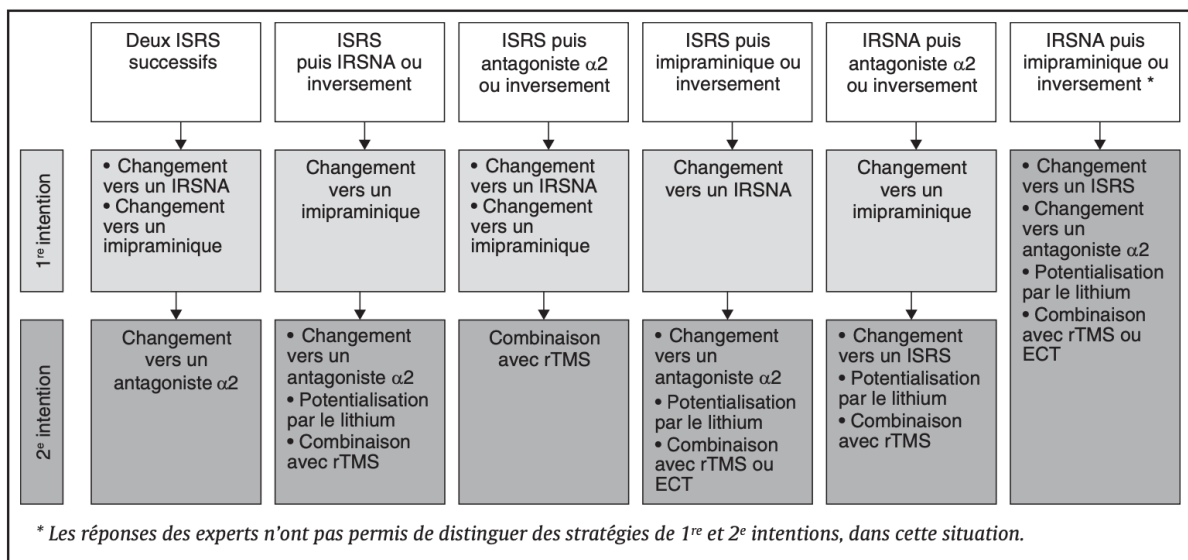 Deux ISRS
successifs
ISRS
puis IRSNA ou
inversement
ISRS puis
antagoniste α2
ou inversement
ISRS puis
imipraminique ou
inversement
IRSNA puis
antagoniste α2
ou inversement
IRSNA puis
imipraminique ou
inversement *
1re intention
• Changement
vers un IRSNA
• Changement
vers un
imipraminique
Changement
vers un
imipraminique
• Changement
vers un IRSNA
• Changement
vers un
imipraminique
Changement
vers un IRSNA
Changement
vers un
imipraminique
• Changement
vers un ISRS
• Changement
vers un
antagoniste α2
• Potentialisation
par le lithium
• Combinaison
avec rTMS ou
ECT
2e intention
Changement
vers un
antagoniste α2
• Changement
vers un
antagoniste α2
• Potentialisation
par le lithium
• Combinaison
avec rTMS
Combinaison
avec rTMS
• Changement
vers un
antagoniste α2
• Potentialisation
par le lithium
• Combinaison
avec rTMS ou
ECT
• Changement
vers un ISRS
• Potentialisation
par le lithium
• Combinaison
avec rTMS
* Les réponses des experts n'ont pas permis de distinguer des stratégies de 1re et 2e intentions, dans cette situation.